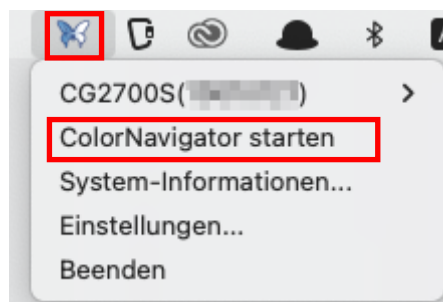 CG2700S( )
ColorNavigator starten
System-Informationen...
Einstellungen...
Beenden